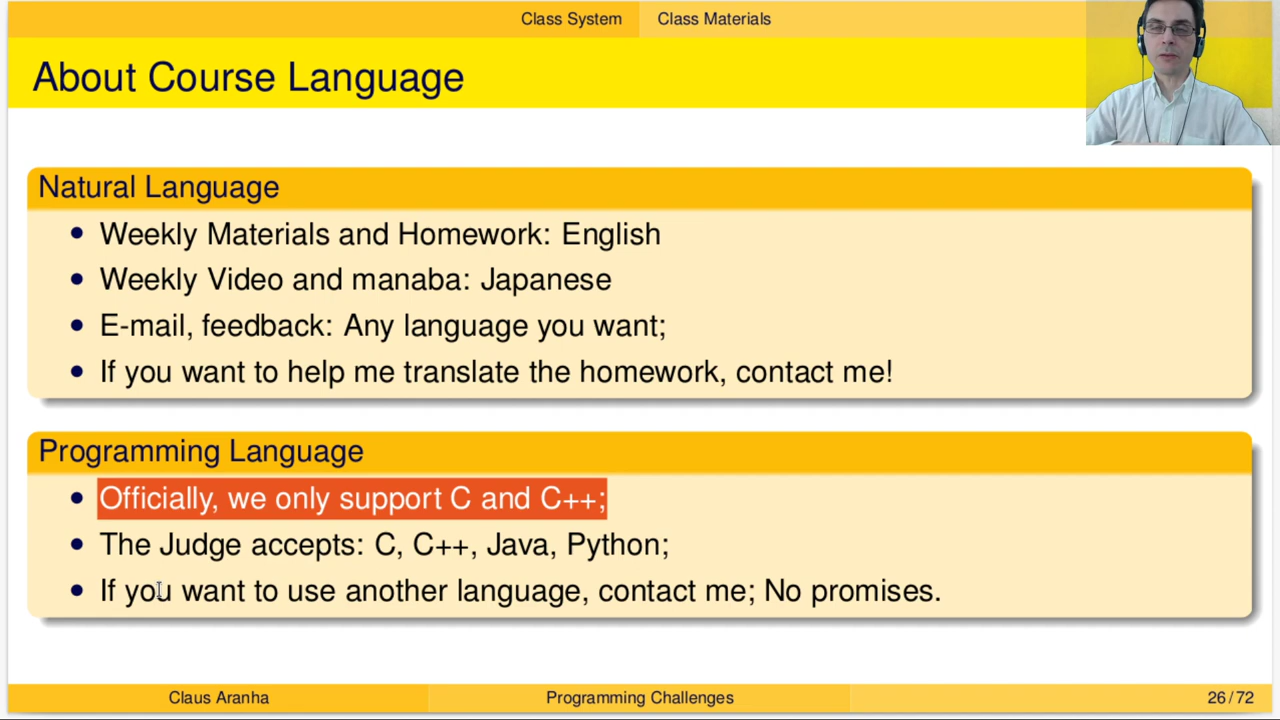 Class System Class Materials
About Course Language
Natural Language
• Weekly Materials and Homework: English
• Weekly Video and manaba: Japanese
• E-mail, feedback: Any language you want;
• If you want to help me translate the homework, contact me!
Programming Language
• Officially, we only support C and C++;
• The Judge accepts: C, C++, Java, Python;
• If you want to use another language, contact me; No promises.
Claus Aranha Programming Challenges 26 / 72